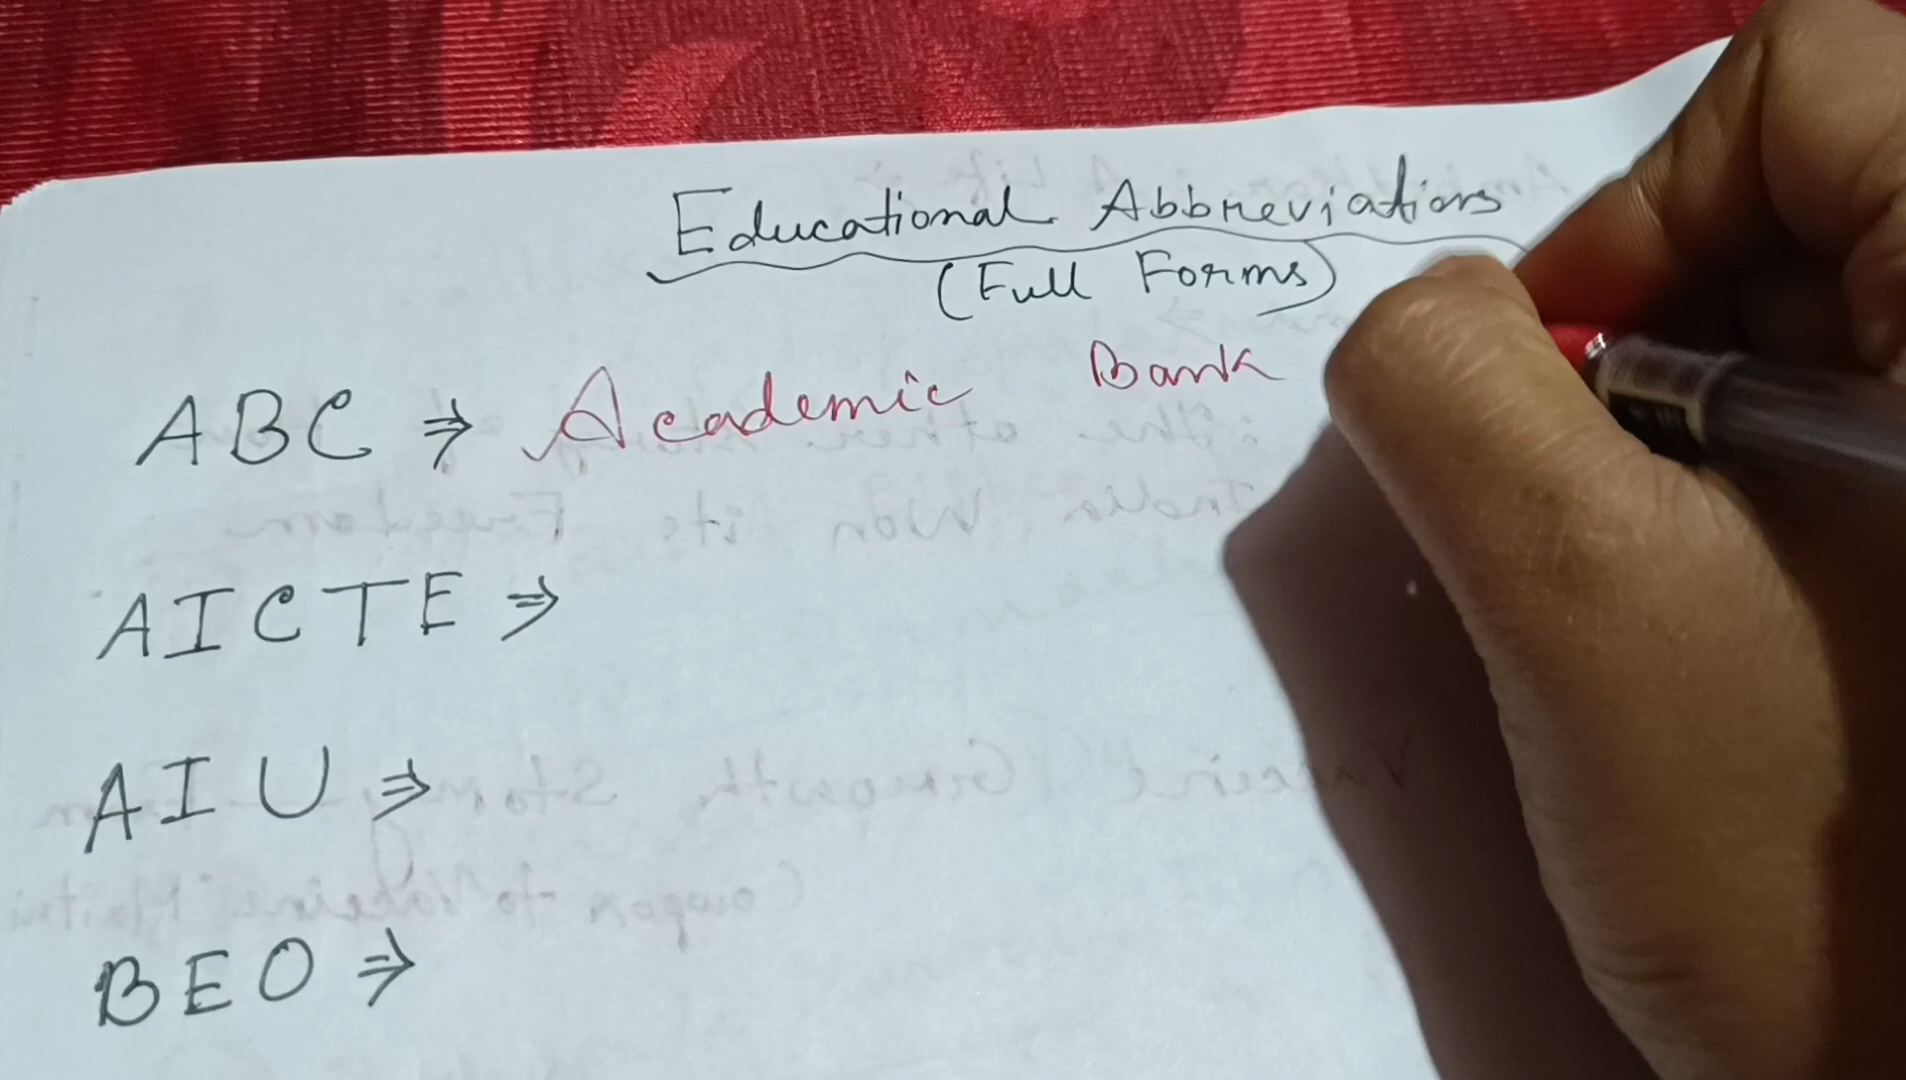 Educational Abbreviations
(Full Forms)
ABC ⇒ Academic Bank
AICTE ⇒
AIU ⇒
BEO ⇒